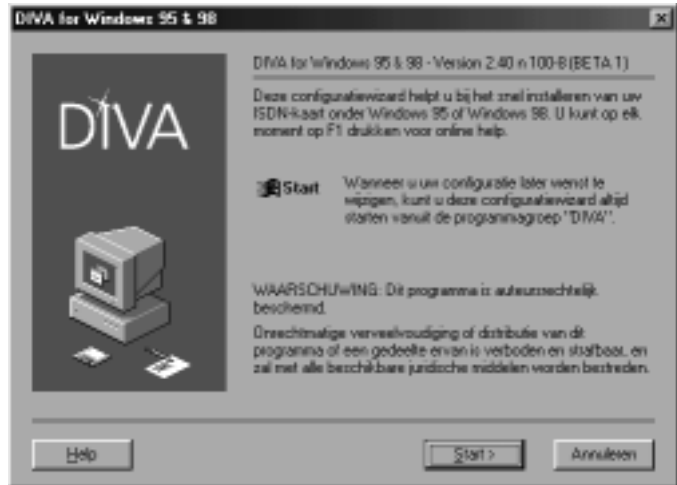 DIVA for Windows 95 & 98
DIVA for Windows 95 & 98 - Version 2.40 n 100-8 (BETA 1)
DIVA
Deze configuratiewizard helpt u bij het snel installeren van uw
ISDN-kaart onder Windows 95 of Windows 98. U kunt op elk
moment op F1 drukken voor online help.
Start
Wanneer u uw configuratie later wenst te
wijzigen, kunt u deze configuratiewizard altijd
starten vanuit de programmagroep "DIVA".
WAARSCHUWING: Dit programma is auteursrechtelijk
beschermd.
Onrechtmatige verveelvoudiging of distributie van dit
programma of een gedeelte ervan is verboden en strafbaar, en
zal met alle beschikbare juridische middelen worden bestreden.
Help
Start >
Annuleren